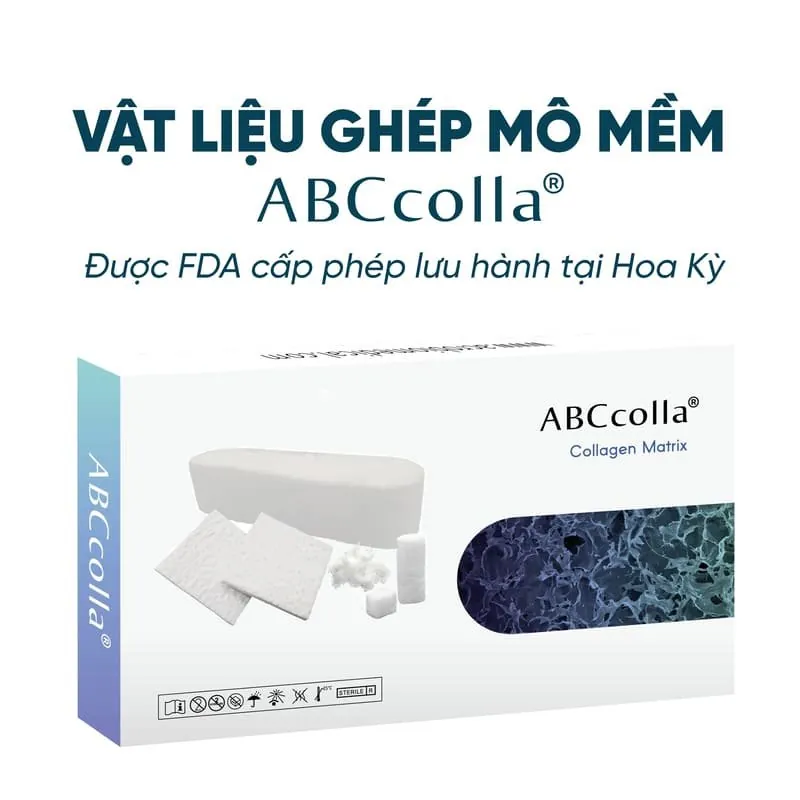 VẬT LIỆU GHÉP MÔ MỀM
ABCcolla®
Được FDA cấp phép lưu hành tại Hoa Kỳ
ABCcolla®
Collagen Matrix
ABCcolla®
STERILE R